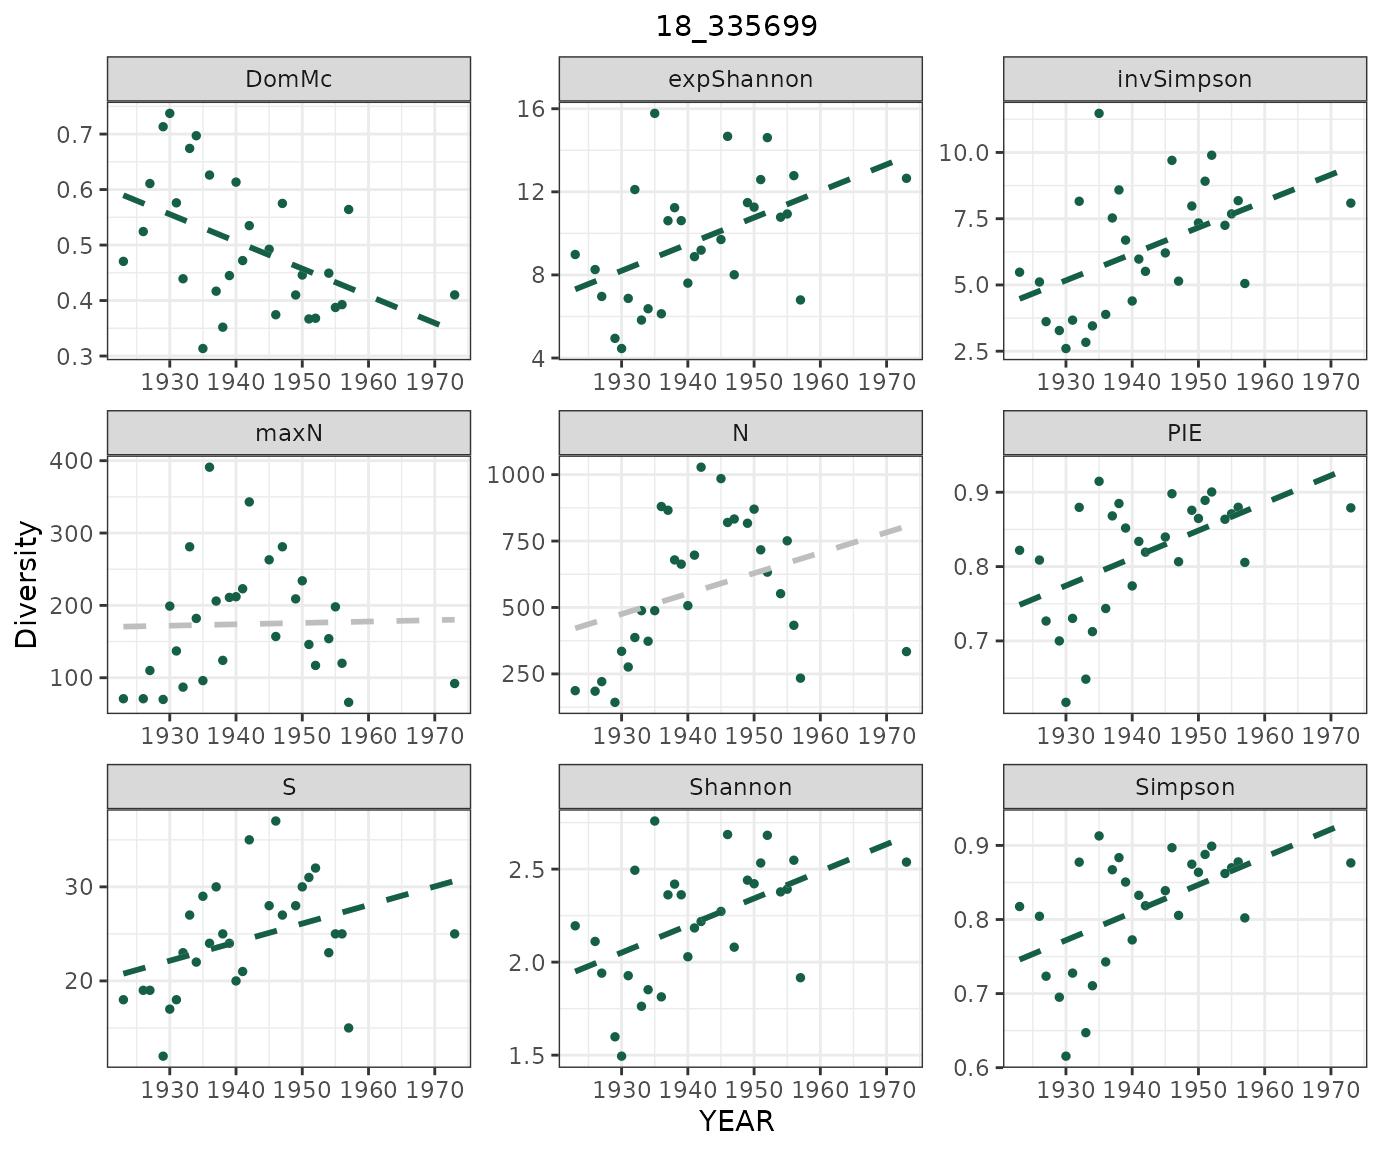 18_335699
DomMc expShannon invSimpson
0.7 0.6 0.5 0.4 0.3
16 12 8 4
10.0 7.5 5.0 2.5
1930 1940 1950 1960 1970 1930 1940 1950 1960 1970 1930 1940 1950 1960 1970
maxN N PIE
400 300 200 100
1000 750 500 250
0.9 0.8 0.7
1930 1940 1950 1960 1970 1930 1940 1950 1960 1970 1930 1940 1950 1960 1970
Diversity
S Shannon Simpson
30 20
2.5 2.0 1.5
0.9 0.8 0.7 0.6
1930 1940 1950 1960 1970 1930 1940 1950 1960 1970 1930 1940 1950 1960 1970
YEAR